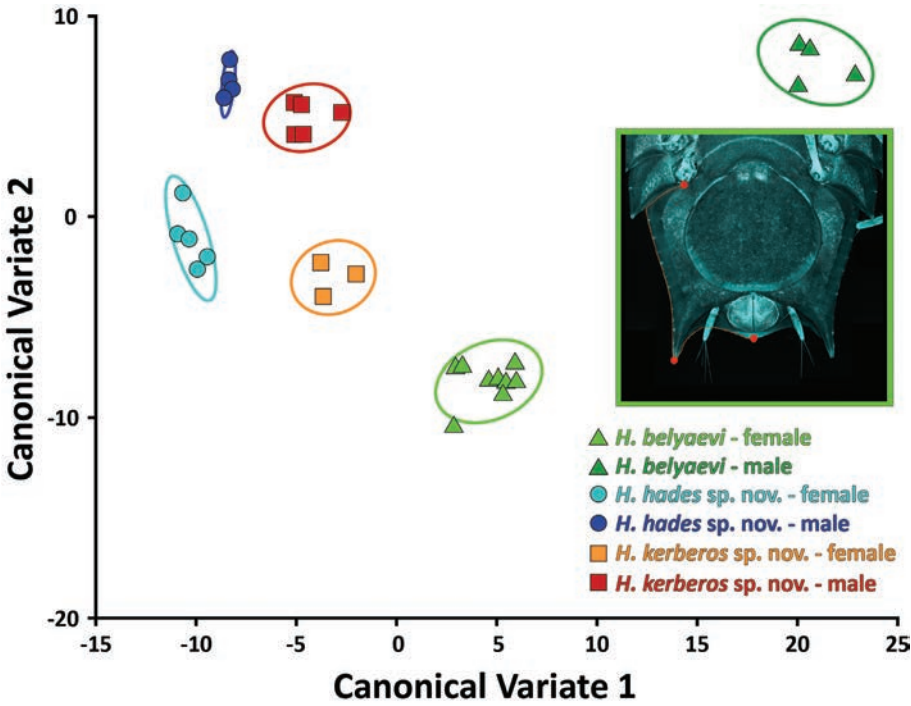 10
0
-10
-20
Canonical Variate 2
-15 -10 -5 0 5 10 15 20 25
Canonical Variate 1
H. belyaevi - female
H. belyaevi - male
H. hades sp. nov. - female
H. hades sp. nov. - male
H. kerberos sp. nov. - female
H. kerberos sp. nov. - male